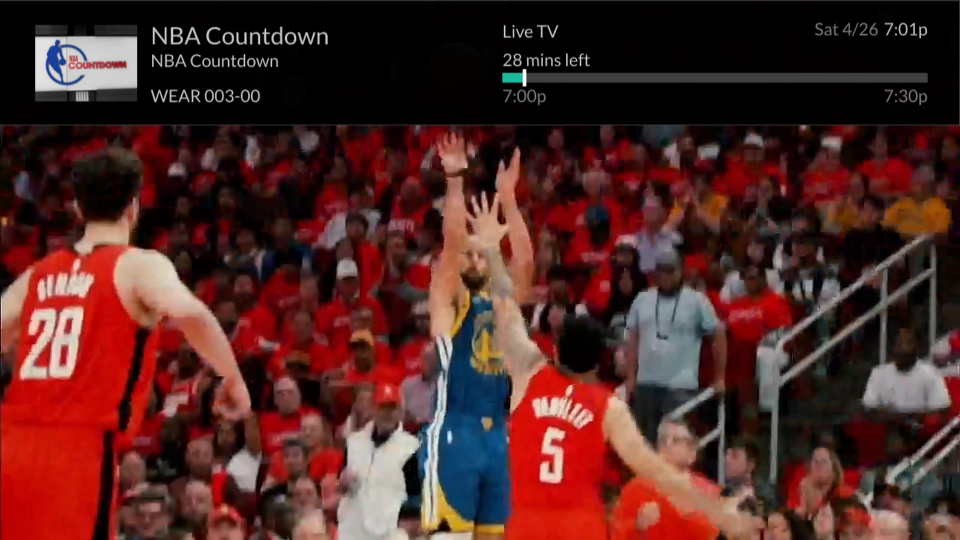 NBA Countdown
NBA Countdown
WEAR 003-00
Live TV
28 mins left
7:00p
7:30p
Sat 4/26 7:01p
NBA
COUNTDOWN
28
5